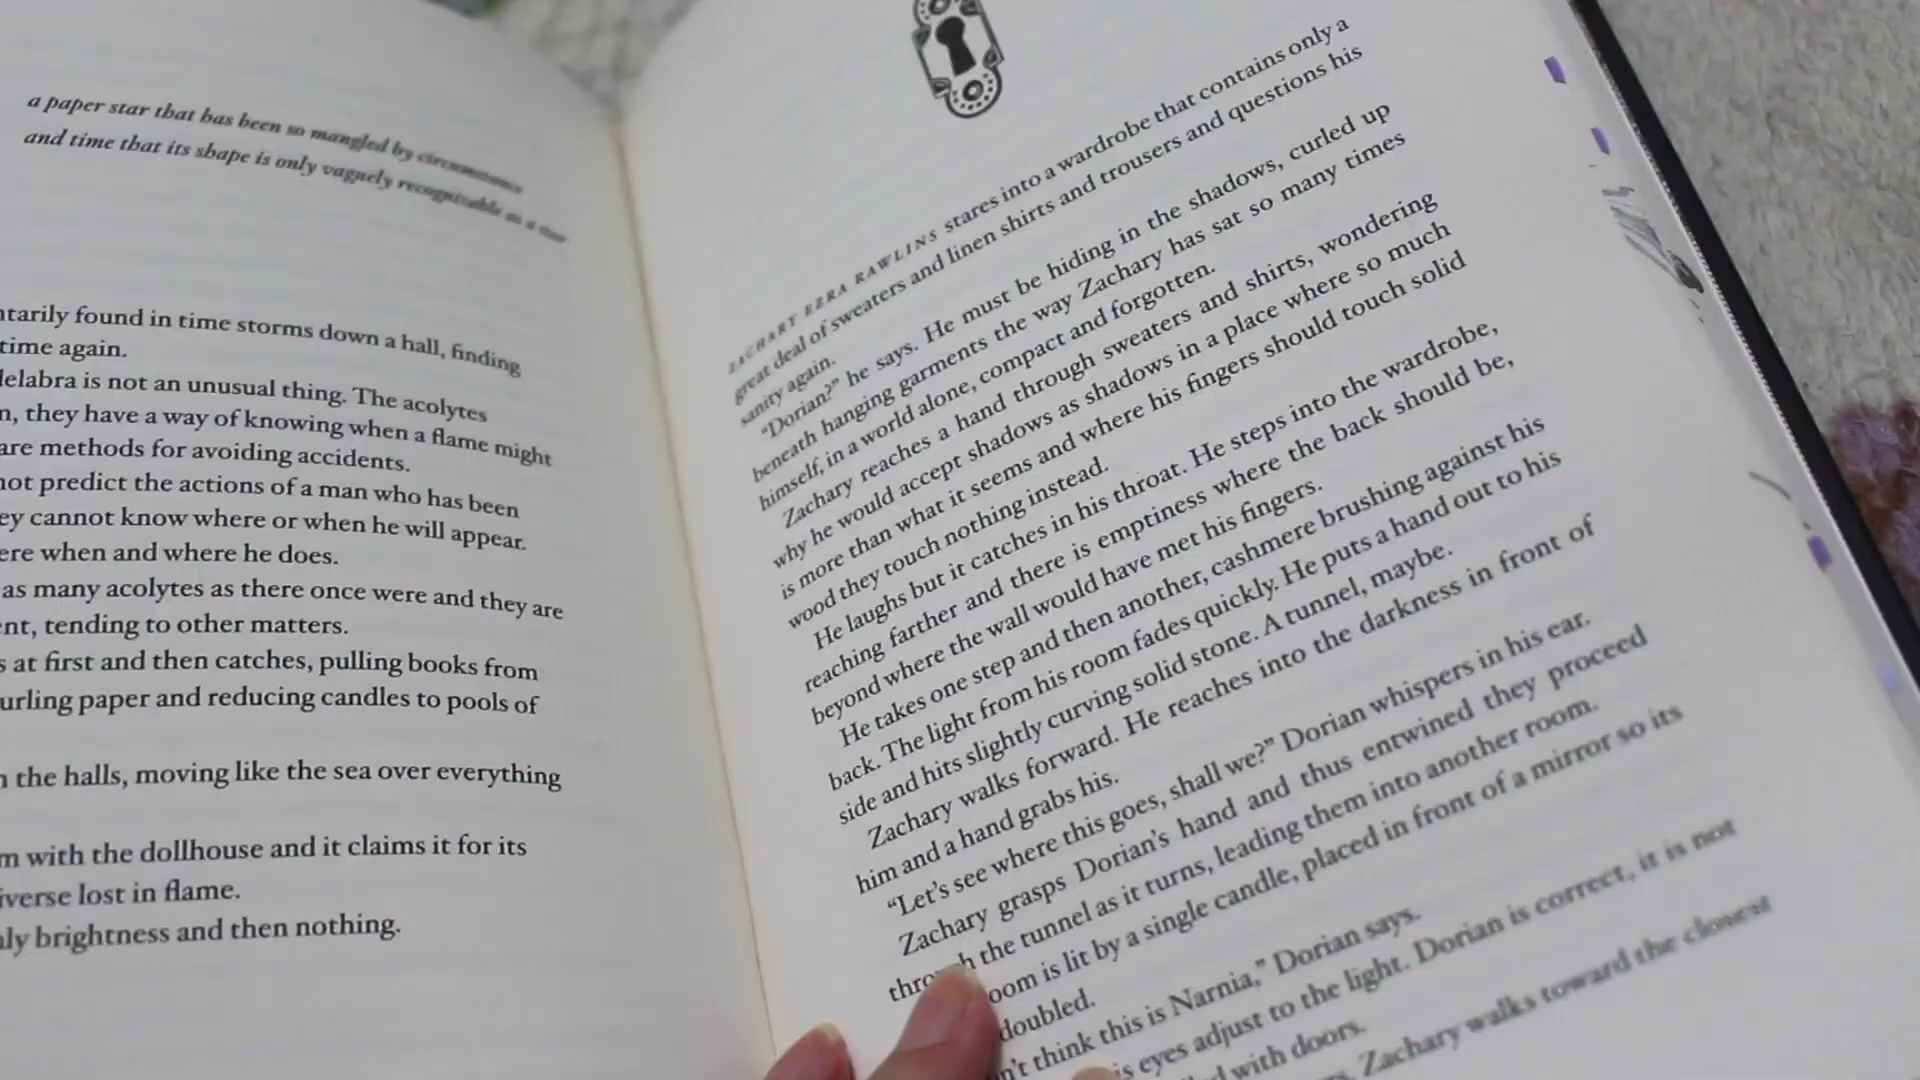 a paper star that has been so mangled by circumstance
and time that its shape is only vaguely recognizable as a star
ntarily found in time storms down a hall, finding
time again.
lelabra is not an unusual thing. The acolytes
n, they have a way of knowing when a flame might
are methods for avoiding accidents.
not predict the actions of a man who has been
ey cannot know where or when he will appear.
ere when and where he does.
as many acolytes as there once were and they are
ent, tending to other matters.
s at first and then catches, pulling books from
urling paper and reducing candles to pools of
n the halls, moving like the sea over everything
m with the dollhouse and it claims it for its
iverse lost in flame.
nly brightness and then nothing.
ZACHARY EZRA RAWLINS stares into a wardrobe that contains only a
great deal of sweaters and linen shirts and trousers and questions his
sanity again.
“Dorian?” he says. He must be hiding in the shadows, curled up
beneath hanging garments the way Zachary has sat so many times
himself, in a world alone, compact and forgotten.
Zachary reaches a hand through sweaters and shirts, wondering
why he would accept shadows as shadows in a place where so much
is more than what it seems and where his fingers should touch solid
wood they touch nothing instead.
He laughs but it catches in his throat. He steps into the wardrobe,
reaching farther and there is emptiness where the back should be,
beyond where the wall would have met his fingers.
He takes one step and then another, cashmere brushing against his
back. The light from his room fades quickly. He puts a hand out to his
side and hits slightly curving solid stone. A tunnel, maybe.
Zachary walks forward. He reaches into the darkness in front of
him and a hand grabs his.
“Let’s see where this goes, shall we?” Dorian whispers in his ear.
Zachary grasps Dorian’s hand and thus entwined they proceed
through the tunnel as it turns, leading them into another room.
oom is lit by a single candle, placed in front of a mirror so its
doubled.
n’t think this is Narnia,” Dorian says.
is eyes adjust to the light. Dorian is correct, it is not
d with doors.
Zachary walks toward the closest